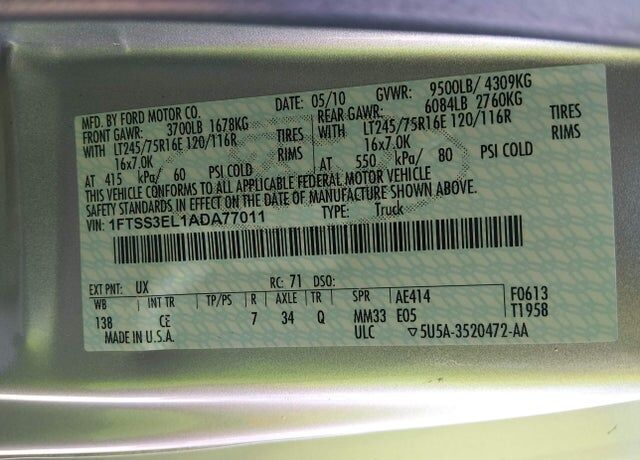 MFD. BY FORD MOTOR CO. DATE: 05/10 GVWR: 9500LB/ 4309KG
FRONT GAWR: 3700LB 1678KG REAR GAWR: 6084LB 2760KG
WITH LT245/75R16E 120/116R TIRES WITH LT245/75R16E 120/116R TIRES
16x7.0K RIMS 16x7.0K RIMS
AT 415 kPa/ 60 PSI COLD AT 550 kPa/ 80 PSI COLD
THIS VEHICLE CONFORMS TO ALL APPLICABLE FEDERAL MOTOR VEHICLE
SAFETY STANDARDS IN EFFECT ON THE DATE OF MANUFACTURE SHOWN ABOVE.
VIN: 1FTSS3EL1ADA77011 TYPE: Truck
EXT PNT: UX RC: 71 DSO:
WB INT TR TP/PS R AXLE TR SPR AE414 F0613
138 CE 7 34 Q MM33 E05 T1958
MADE IN U.S.A. ULC ▽5U5A-3520472-AA